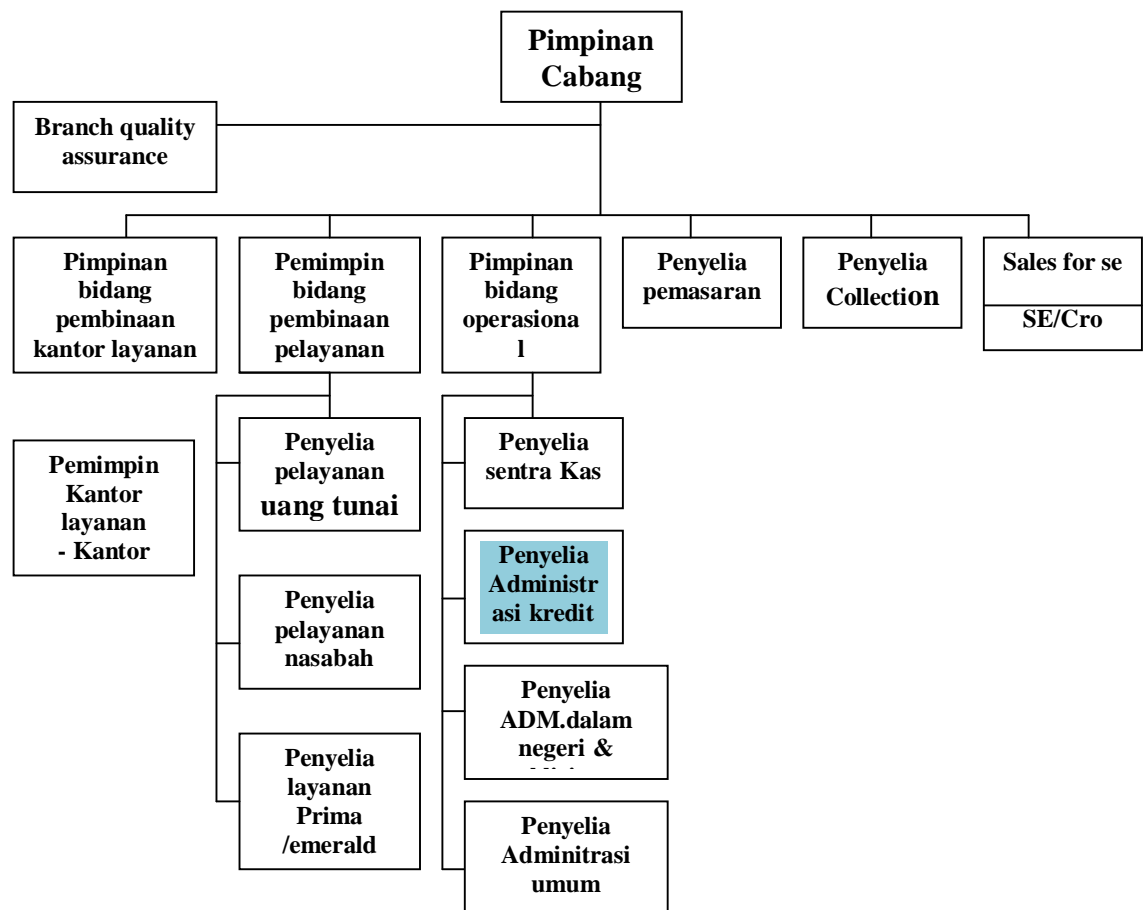 Pimpinan
Cabang
Branch quality
assurance
Pimpinan
bidang
pembinaan
kantor layanan
Pemimpin
bidang
pembinaan
pelayanan
Pimpinan
bidang
operasiona
l
Penyelia
pemasaran
Penyelia
Collection
Sales for se
SE/Cro
Pemimpin
Kantor
layanan
- Kantor
Penyelia
pelayanan
uang tunai
Penyelia
pelayanan
nasabah
Penyelia
layanan
Prima
/emerald
Penyelia
sentra Kas
Penyelia
Administr
asi kredit
Penyelia
ADM.dalam
negeri &
Penyelia
Adminitrasi
umum